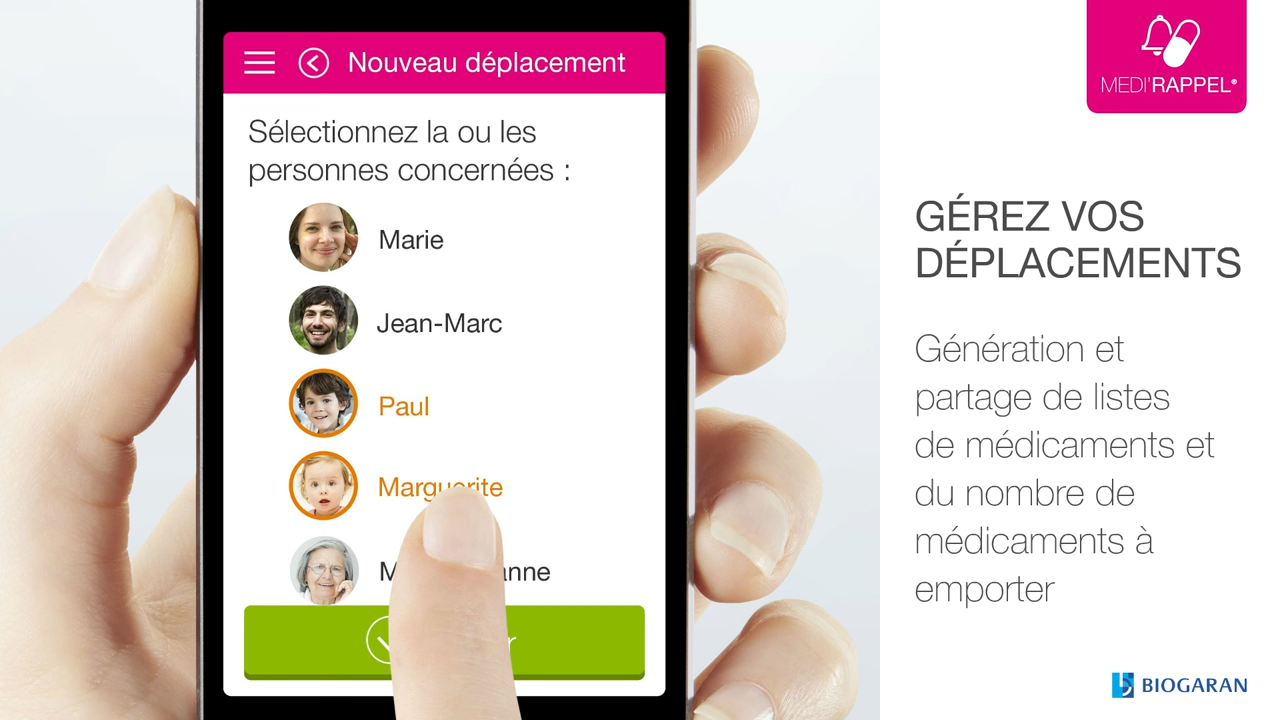 Nouveau déplacement
Sélectionnez la ou les
personnes concernées :
Marie
Jean-Marc
Paul
Marguerite
MEDI'RAPPEL®
GÉREZ VOS
DÉPLACEMENTS
Génération et
partage de listes
de médicaments et
du nombre de
médicaments à
emporter
BIOGARAN